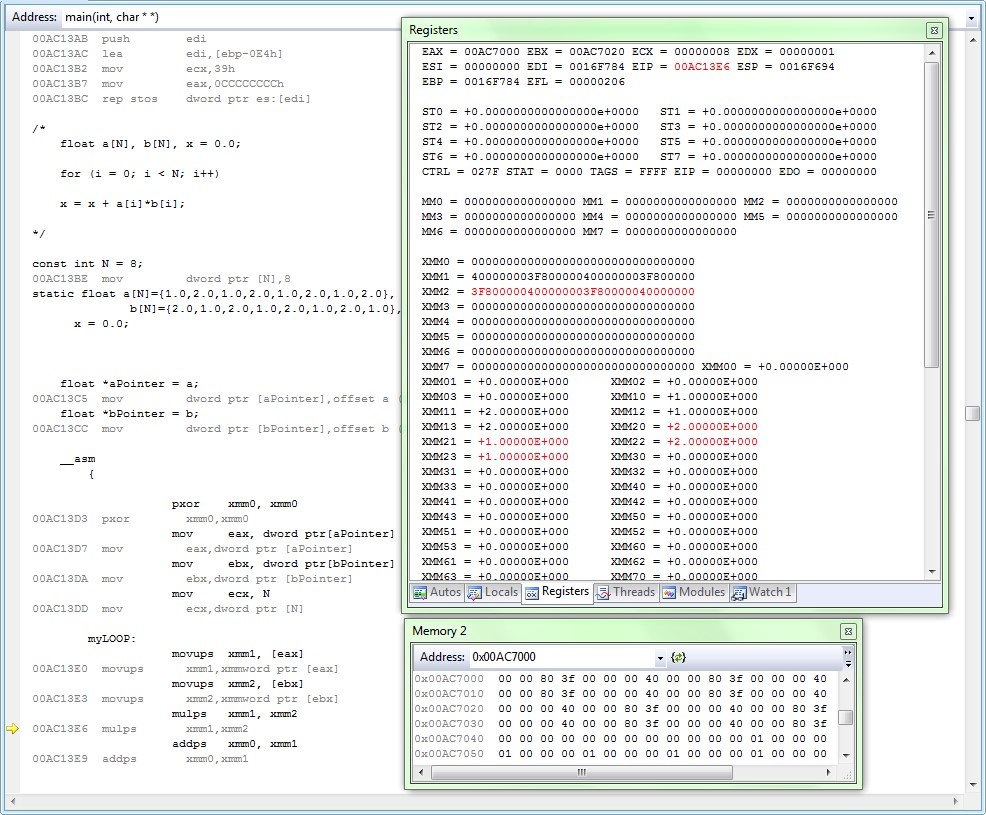 Address: main(int, char * *)
00AC13AB push edi
00AC13AC lea edi,[ebp-0E4h]
00AC13B2 mov ecx,39h
00AC13B7 mov eax,0CCCCCCCCh
00AC13BC rep stos dword ptr es:[edi]
/*
float a[N], b[N], x = 0.0;
for (i = 0; i < N; i++)
x = x + a[i]*b[i];
*/
const int N = 8;
00AC13BE mov dword ptr [N],8
static float a[N]={1.0,2.0,1.0,2.0,1.0,2.0,1.0,2.0},
b[N]={2.0,1.0,2.0,1.0,2.0,1.0,2.0,1.0},
x = 0.0;
float *aPointer = a;
00AC13C5 mov dword ptr [aPointer],offset a (
float *bPointer = b;
00AC13CC mov dword ptr [bPointer],offset b (
__asm
{
pxor xmm0, xmm0
00AC13D3 pxor xmm0,xmm0
mov eax, dword ptr[aPointer]
00AC13D7 mov eax,dword ptr [aPointer]
mov ebx, dword ptr[bPointer]
00AC13DA mov ebx,dword ptr [bPointer]
mov ecx, N
00AC13DD mov ecx,dword ptr [N]
myLOOP:
movups xmm1, [eax]
00AC13E0 movups xmm1,xmmword ptr [eax]
movups xmm2, [ebx]
00AC13E3 movups xmm2,xmmword ptr [ebx]
mulps xmm1, xmm2
00AC13E6 mulps xmm1,xmm2
addps xmm0, xmm1
00AC13E9 addps xmm0,xmm1
Registers
EAX = 00AC7000 EBX = 00AC7020 ECX = 00000008 EDX = 00000001
ESI = 00000000 EDI = 0016F784 EIP = 00AC13E6 ESP = 0016F694
EBP = 0016F784 EFL = 00000206
ST0 = +0.0000000000000000e+0000 ST1 = +0.0000000000000000e+0000
ST2 = +0.0000000000000000e+0000 ST3 = +0.0000000000000000e+0000
ST4 = +0.0000000000000000e+0000 ST5 = +0.0000000000000000e+0000
ST6 = +0.0000000000000000e+0000 ST7 = +0.0000000000000000e+0000
CTRL = 027F STAT = 0000 TAGS = FFFF EIP = 00000000 EDO = 00000000
MM0 = 0000000000000000 MM1 = 0000000000000000 MM2 = 0000000000000000
MM3 = 0000000000000000 MM4 = 0000000000000000 MM5 = 0000000000000000
MM6 = 0000000000000000 MM7 = 0000000000000000
XMM0 = 00000000000000000000000000000000
XMM1 = 400000003F800000400000003F800000
XMM2 = 3F800000400000003F80000040000000
XMM3 = 00000000000000000000000000000000
XMM4 = 00000000000000000000000000000000
XMM5 = 00000000000000000000000000000000
XMM6 = 00000000000000000000000000000000
XMM7 = 00000000000000000000000000000000 XMM00 = +0.00000E+000
XMM01 = +0.00000E+000 XMM02 = +0.00000E+000
XMM03 = +0.00000E+000 XMM10 = +1.00000E+000
XMM11 = +2.00000E+000 XMM12 = +1.00000E+000
XMM13 = +2.00000E+000 XMM20 = +2.00000E+000
XMM21 = +1.00000E+000 XMM22 = +2.00000E+000
XMM23 = +1.00000E+000 XMM30 = +0.00000E+000
XMM31 = +0.00000E+000 XMM32 = +0.00000E+000
XMM33 = +0.00000E+000 XMM40 = +0.00000E+000
XMM41 = +0.00000E+000 XMM42 = +0.00000E+000
XMM43 = +0.00000E+000 XMM50 = +0.00000E+000
XMM51 = +0.00000E+000 XMM52 = +0.00000E+000
XMM53 = +0.00000E+000 XMM60 = +0.00000E+000
XMM61 = +0.00000E+000 XMM62 = +0.00000E+000
XMM63 = +0.00000E+000 XMM70 = +0.00000E+000
Autos Locals Registers Threads Modules Watch 1
Memory 2
Address: 0x00AC7000
0x00AC7000 00 00 80 3f 00 00 00 40 00 00 80 3f 00 00 00 40
0x00AC7010 00 00 80 3f 00 00 00 40 00 00 80 3f 00 00 00 40
0x00AC7020 00 00 00 40 00 00 80 3f 00 00 00 40 00 00 80 3f
0x00AC7030 00 00 00 40 00 00 80 3f 00 00 00 40 00 00 80 3f
0x00AC7040 00 00 00 00 00 00 00 00 00 00 00 00 01 00 00 00
0x00AC7050 01 00 00 00 01 00 00 00 01 00 00 00 01 00 00 00